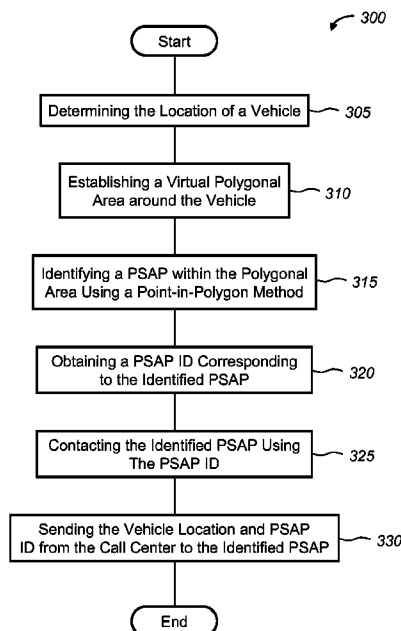 300
Start
Determining the Location of a Vehicle
305
Establishing a Virtual Polygonal
Area around the Vehicle
310
Identifying a PSAP within the Polygonal
Area Using a Point-in-Polygon Method
315
Obtaining a PSAP ID Corresponding
to the Identified PSAP
320
Contacting the Identified PSAP Using
The PSAP ID
325
Sending the Vehicle Location and PSAP
ID from the Call Center to the Identified PSAP
330
End